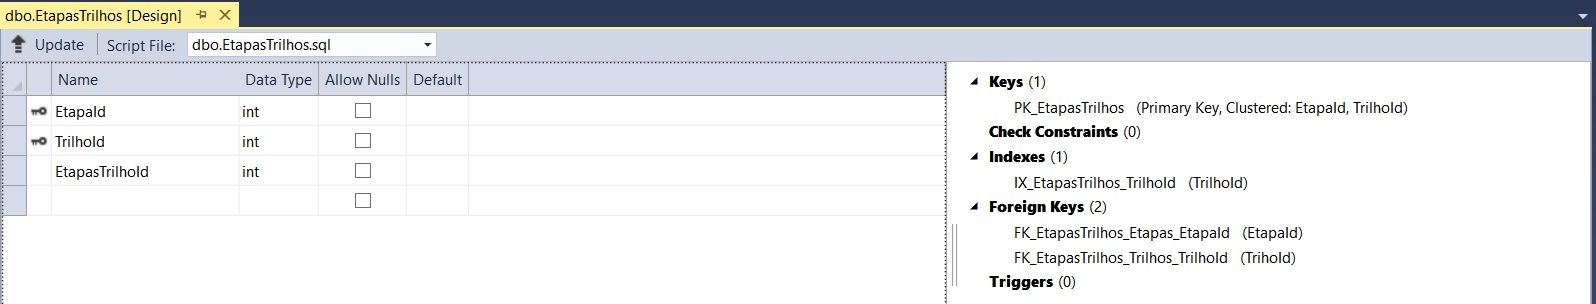 dbo.EtapasTrilhos [Design]
Update Script File: dbo.EtapasTrilhos.sql
Name Data Type Allow Nulls Default
EtapaId int
TrilhoId int
EtapasTrilhoId int
Keys (1)
PK_EtapasTrilhos (Primary Key, Clustered: EtapaId, TrilhoId)
Check Constraints (0)
Indexes (1)
IX_EtapasTrilhos_TrilhoId (TrilhoId)
Foreign Keys (2)
FK_EtapasTrilhos_Etapas_EtapaId (EtapaId)
FK_EtapasTrilhos_Trilhos_TrilhoId (TrihoId)
Triggers (0)